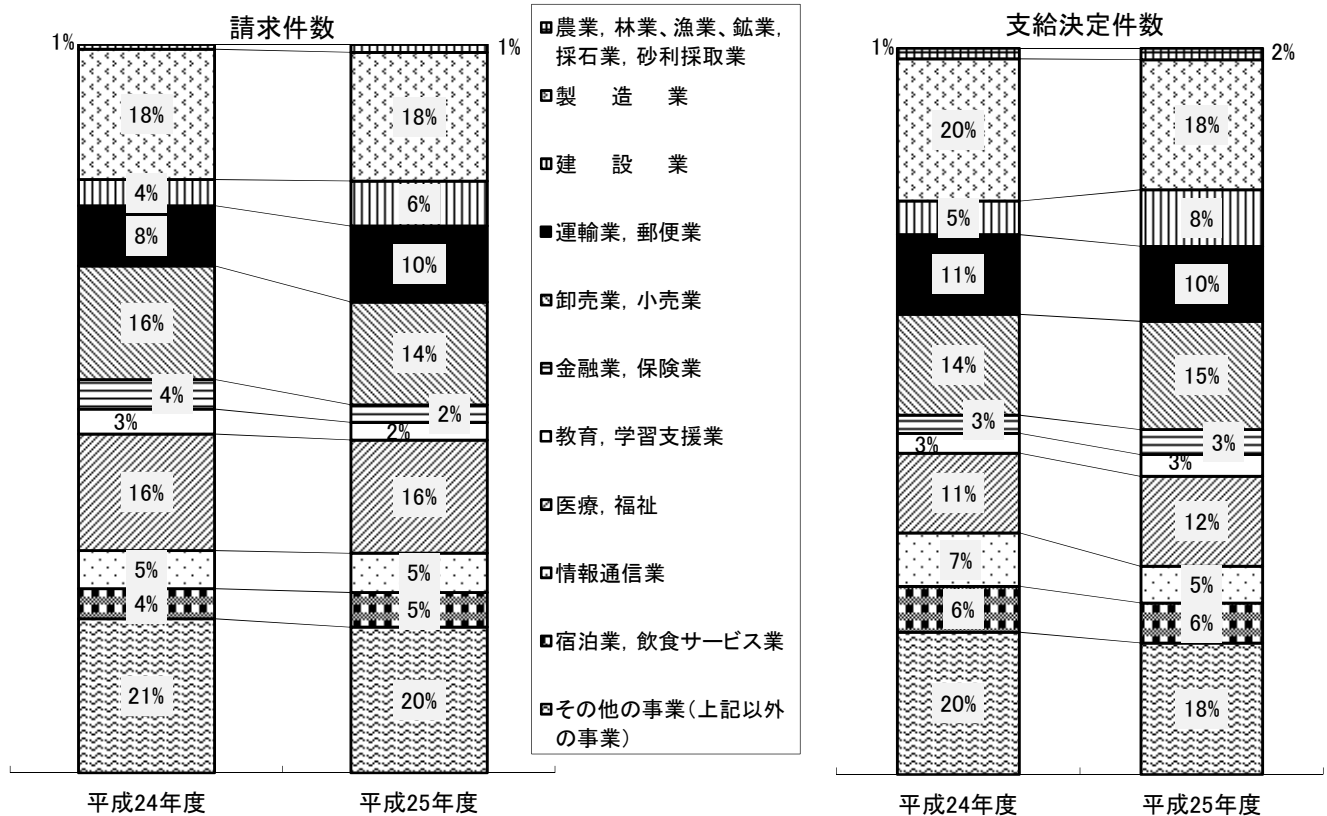 請求件数
1%
18%
4%
8%
16%
4%
3%
16%
5%
4%
21%
平成24年度
1%
18%
6%
10%
14%
2%
2%
16%
5%
5%
20%
平成25年度
農業, 林業、漁業、鉱業,
採石業, 砂利採取業
製 造 業
建 設 業
運輸業, 郵便業
卸売業, 小売業
金融業, 保険業
教育, 学習支援業
医療, 福祉
情報通信業
宿泊業, 飲食サービス業
その他の事業(上記以外
の事業)
支給決定件数
1%
20%
5%
11%
14%
3%
3%
11%
7%
6%
20%
平成24年度
2%
18%
8%
10%
15%
3%
3%
12%
5%
6%
18%
平成25年度